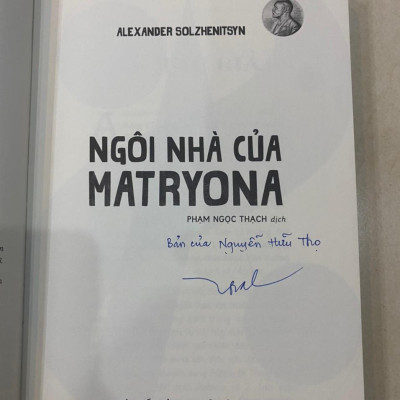 ALEXANDER SOLZHENITSYN
NGÔI NHÀ CỦA
MATRYONA
PHẠM NGỌC THẠCH dịch
Bản của Nguyễn Hữu Thọ